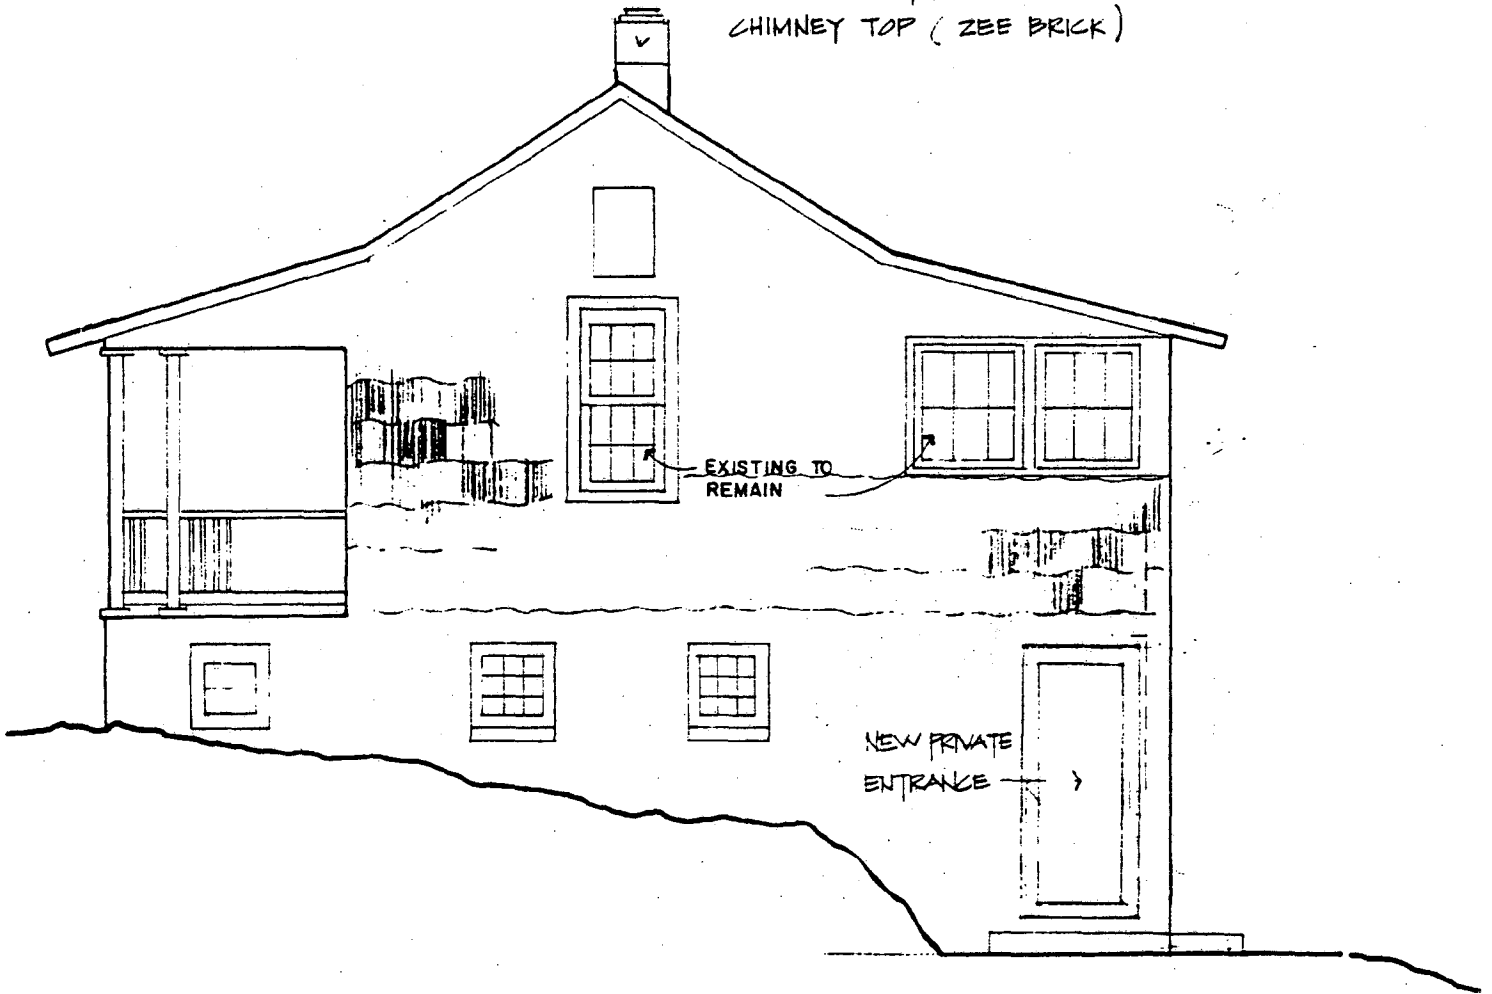 CHIMNEY TOP ( ZEE BRICK )
EXISTING TO
REMAIN
NEW PRIVATE
ENTRANCE